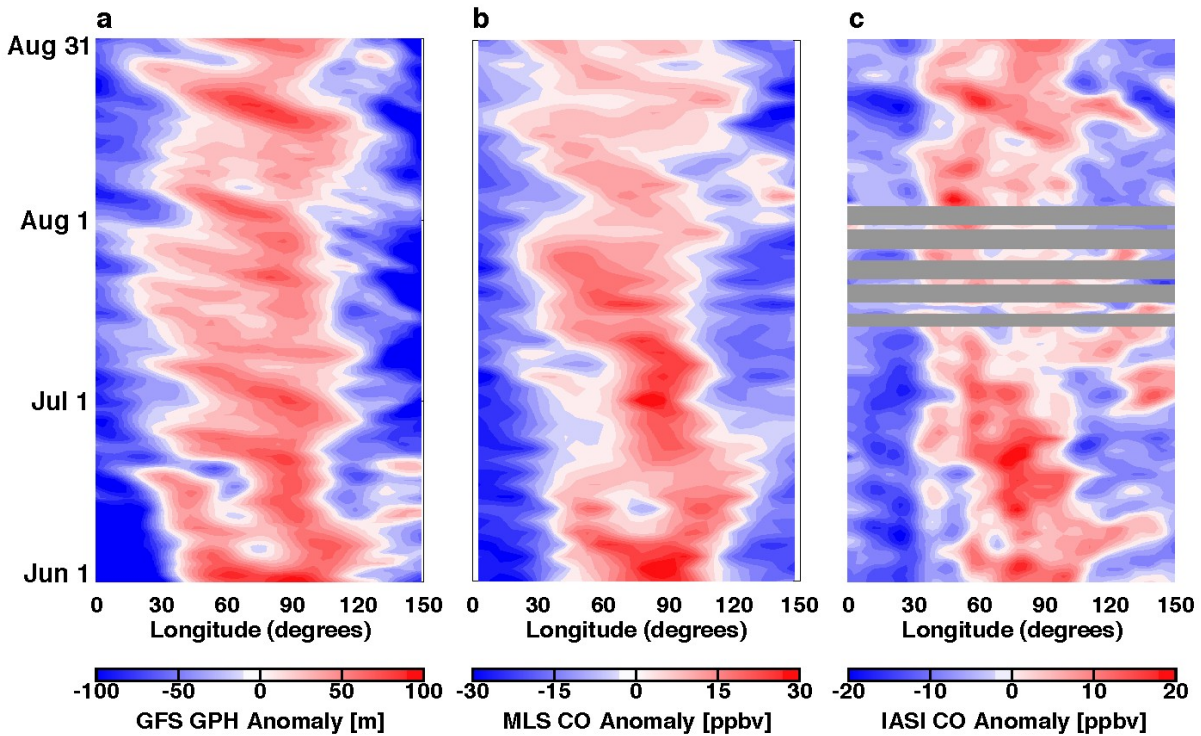 a b c
Aug 31
Aug 1
Jul 1
Jun 1
0 30 60 90 120 150 0 30 60 90 120 150 0 30 60 90 120 150
Longitude (degrees) Longitude (degrees) Longitude (degrees)
-100 -50 0 50 100 -30 -15 0 15 30 -20 -10 0 10 20
GFS GPH Anomaly [m] MLS CO Anomaly [ppbv] IASI CO Anomaly [ppbv]